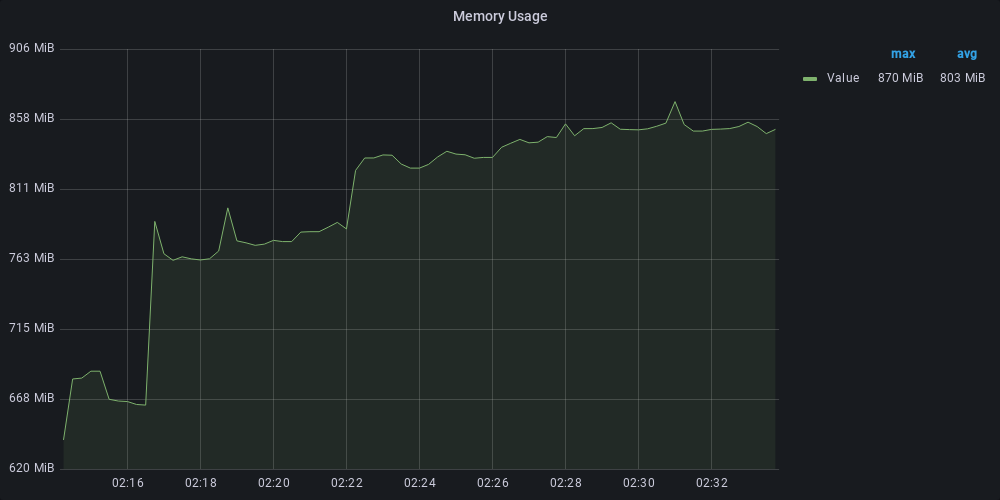 Memory Usage
906 MiB
858 MiB
811 MiB
763 MiB
715 MiB
668 MiB
620 MiB
02:16 02:18 02:20 02:22 02:24 02:26 02:28 02:30 02:32
max avg
Value 870 MiB 803 MiB